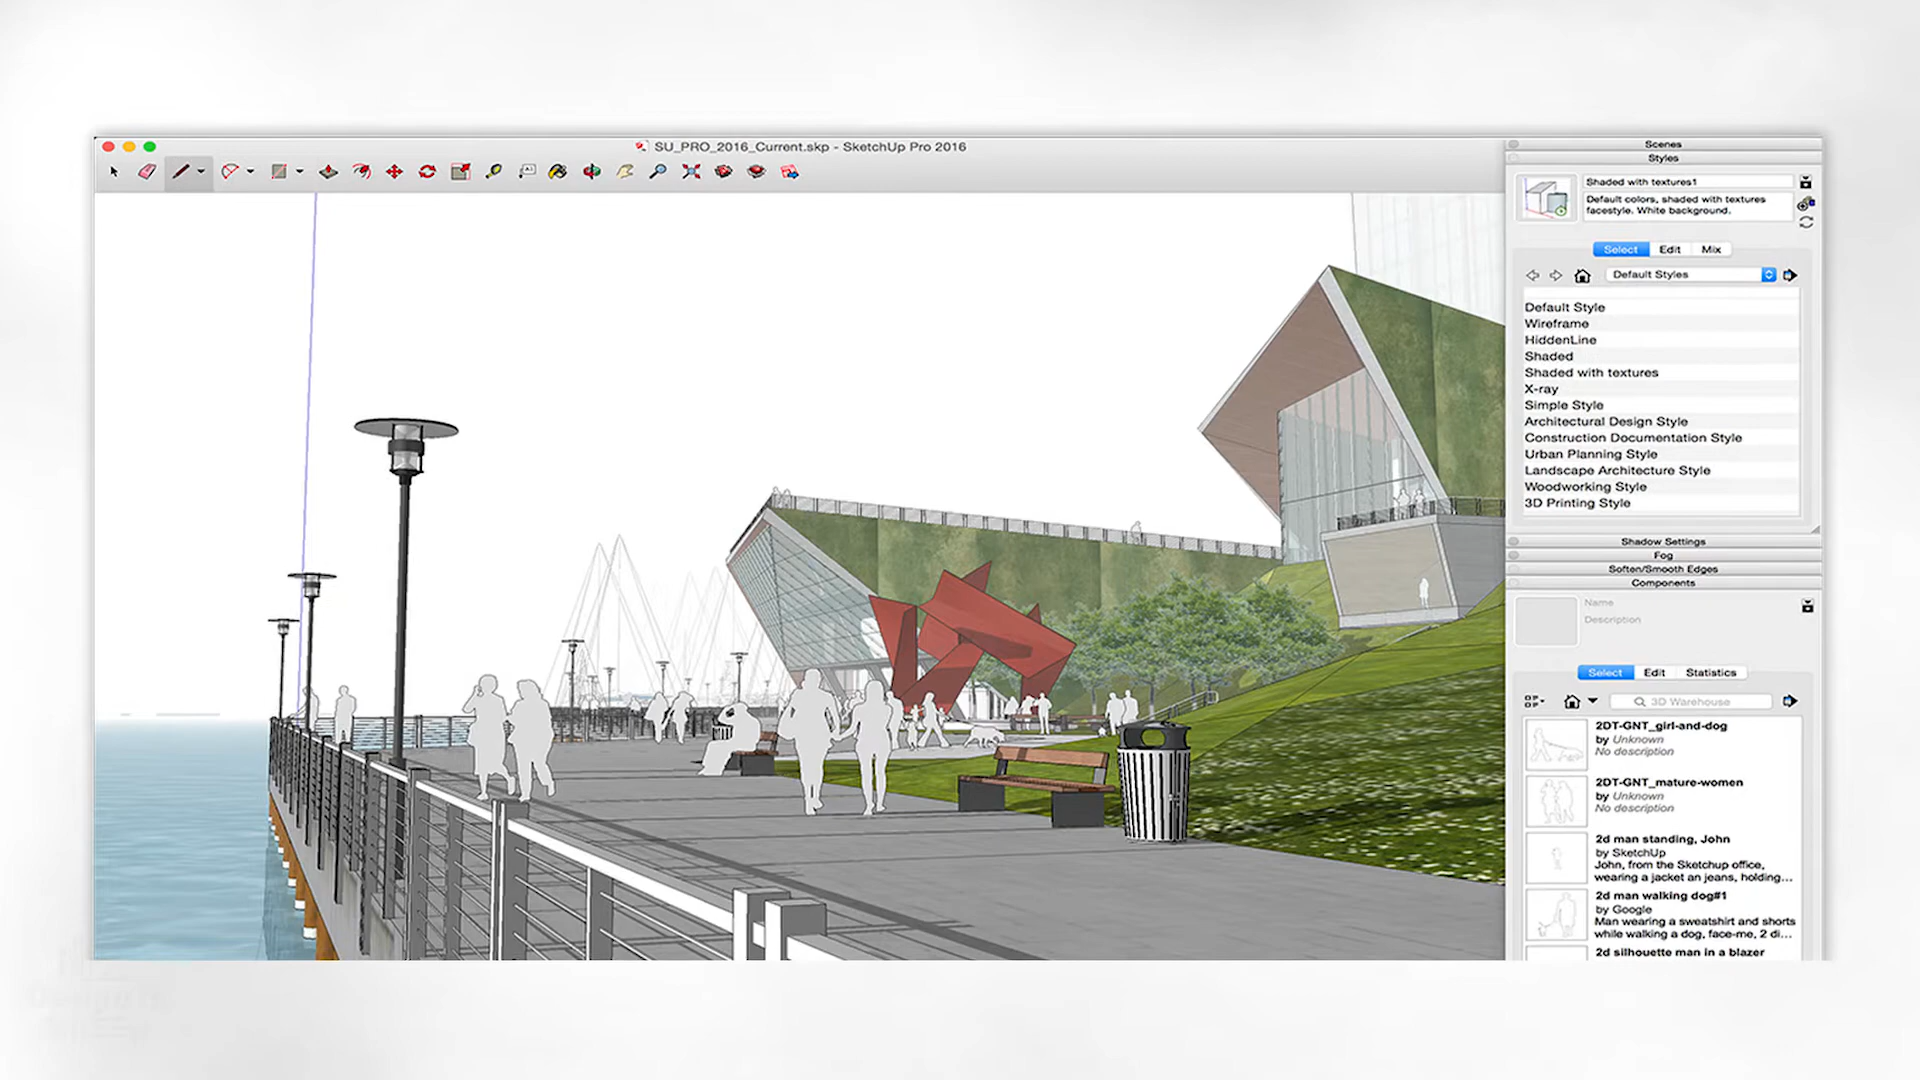 SU_PRO_2016_Current.skp - SketchUp Pro 2016
Scenes
Styles
Shaded with textures1
Default colors, shaded with textures
facestyle. White background.
Select Edit Mix
Default Styles
Default Style
Wireframe
HiddenLine
Shaded
Shaded with textures
X-ray
Simple Style
Architectural Design Style
Construction Documentation Style
Urban Planning Style
Landscape Architecture Style
Woodworking Style
3D Printing Style
Shadow Settings
Fog
Soften/Smooth Edges
Components
Name
Description
Select Edit Statistics
3D Warehouse
2DT-GNT_girl-and-dog
by Unknown
No description
2DT-GNT_mature-women
by Unknown
No description
2d man standing, John
by SketchUp
John, from the Sketchup office,
wearing a jacket an jeans, holding...
2d man walking dog#1
by Google
Man wearing a sweatshirt and shorts
while walking a dog, face-me, 2 di...
2d silhouette man in a blazer